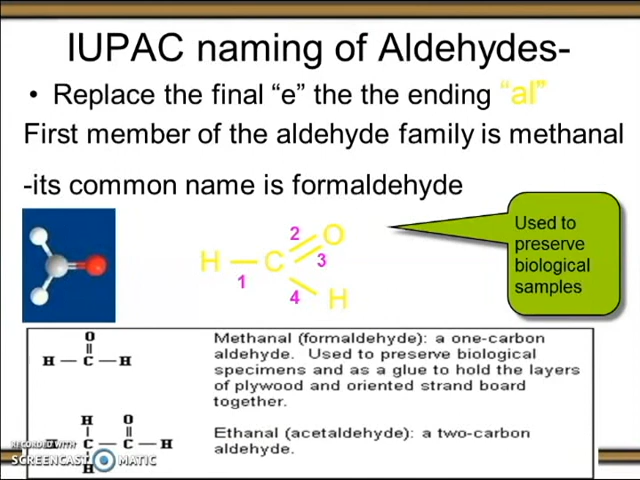 IUPAC naming of Aldehydes-
• Replace the final “e” the the ending “al”
First member of the aldehyde family is methanal
-its common name is formaldehyde
Used to
preserve
biological
samples
2 O
H C 3
1
4 H
O
H — C — H
Methanal (formaldehyde): a one-carbon
aldehyde. Used to preserve biological
specimens and as a glue to hold the layers
of plywood and oriented strand board
together.
H O
C — C — H
H
Ethanal (acetaldehyde): a two-carbon
aldehyde.
RECORDED WITH
SCREENCAST MATIC